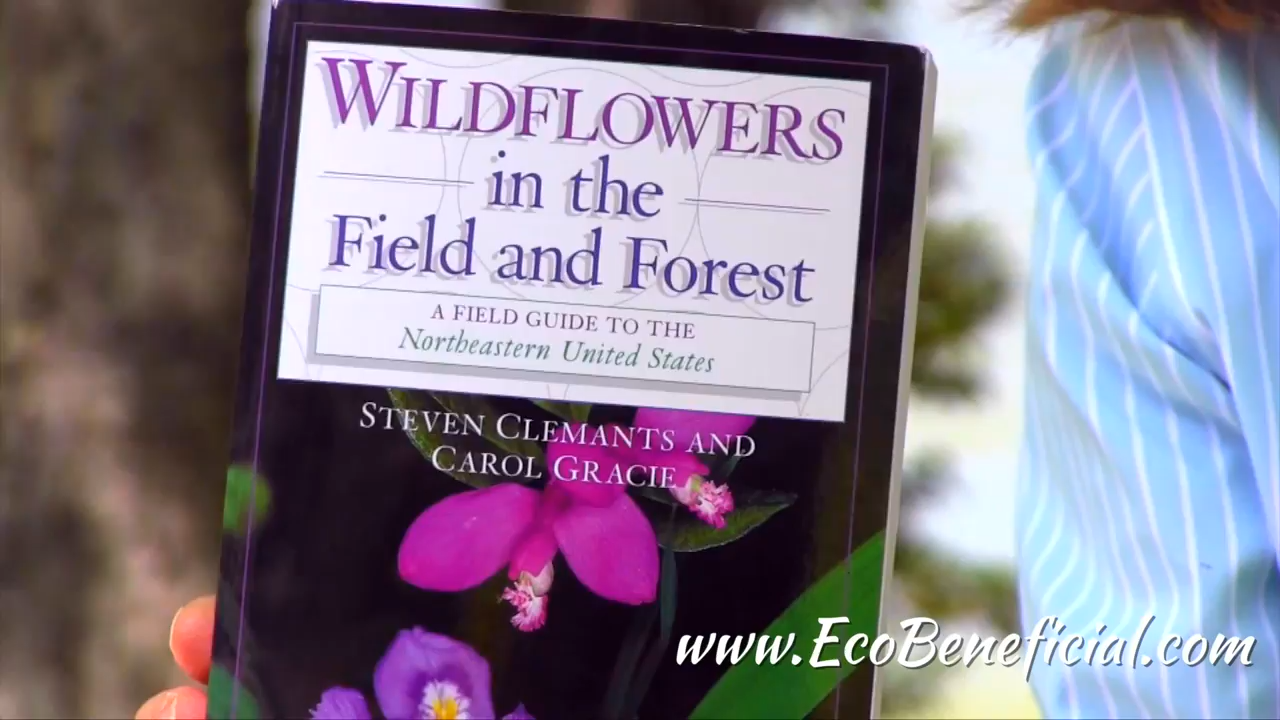 WILDFLOWERS
in the
Field and Forest
A FIELD GUIDE TO THE
Northeastern United States
STEVEN CLEMANTS AND
CAROL GRACIE
www.EcoBeneficial.com